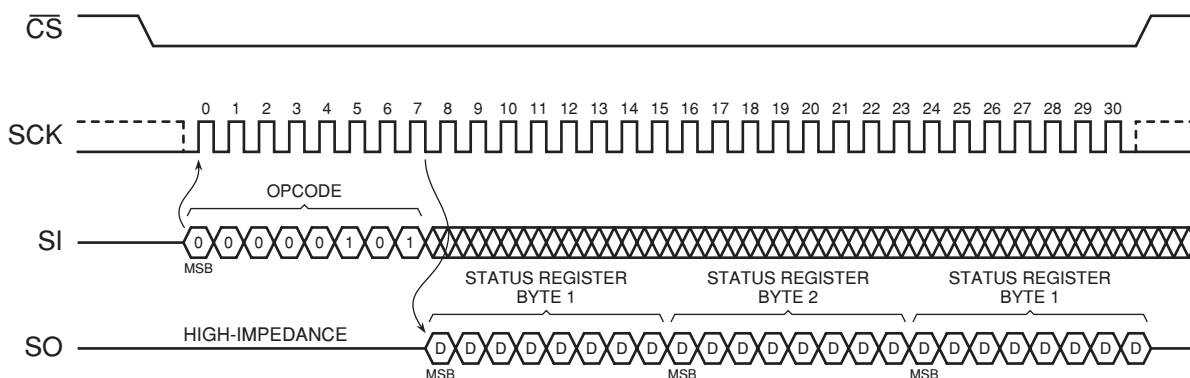 C̅S̅
0 1 2 3 4 5 6 7 8 9 10 11 12 13 14 15 16 17 18 19 20 21 22 23 24 25 26 27 28 29 30
SCK
OPCODE
SI 0 0 0 0 0 1 0 1
MSB
STATUS REGISTER BYTE 1
STATUS REGISTER BYTE 2
STATUS REGISTER BYTE 1
HIGH-IMPEDANCE
SO D D D D D D D D D D D D D D D D D D D D D D D D
MSB MSB MSB